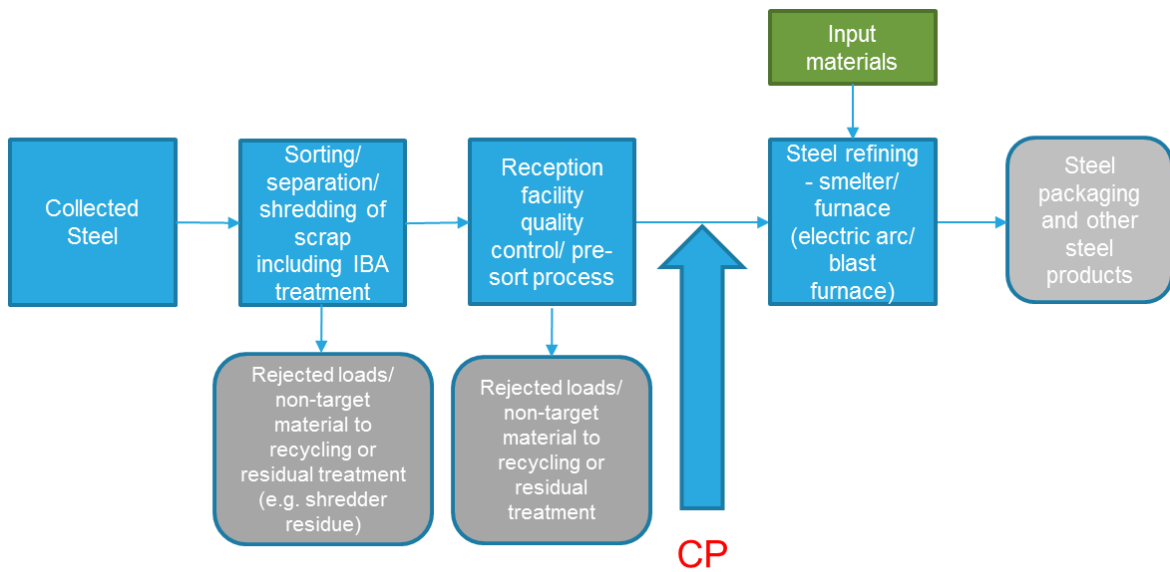 Input
materials
Collected
Steel
Sorting/
separation/
shredding of
scrap
including IBA
treatment
Reception
facility
quality
control/ pre-
sort process
Steel refining
- smelter/
furnace
(electric arc/
blast
furnace)
Steel
packaging
and other
steel
products
Rejected loads/
non-target
material to
recycling or
residual treatment
(e.g. shredder
residue)
Rejected loads/
non-target
material to
recycling or
residual
treatment
CP